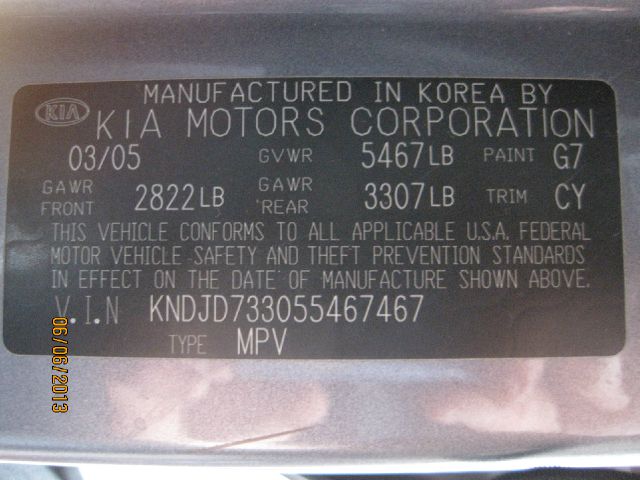 MANUFACTURED IN KOREA BY
KIA KIA MOTORS CORPORATION
03/05 GVWR 5467LB PAINT G7
GAWR FRONT 2822LB GAWR 'REAR 3307LB TRIM CY
THIS VEHICLE CONFORMS TO ALL APPLICABLE U.S.A. FEDERAL
MOTOR VEHICLE SAFETY AND THEFT PREVENTION STANDARDS
IN EFFECT ON THE DATE OF MANUFACTURE SHOWN ABOVE.
V.I.N KNDJD733055467467
TYPE MPV
06/06/2013